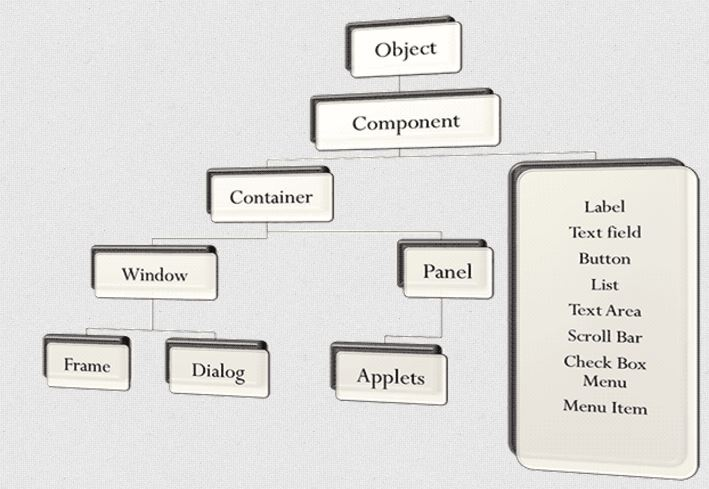 Object
Component
Container
Window
Panel
Frame
Dialog
Applets
Label
Text field
Button
List
Text Area
Scroll Bar
Check Box
Menu
Menu Item